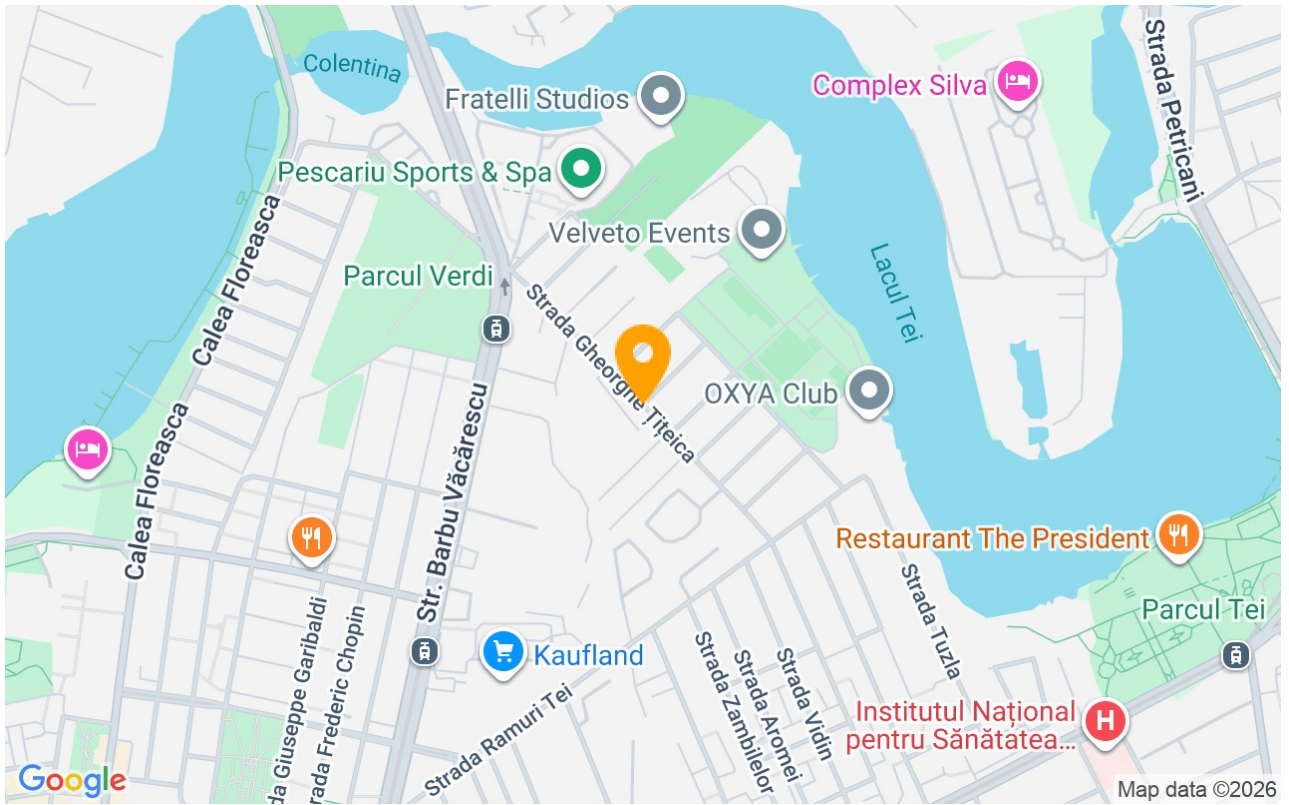 Colentina
Fratelli Studios
Complex Silva
Strada Petricani
Pescariu Sports & Spa
Calea Floreasca
Velveto Events
Parcul Verdi
Lacul Tei
Strada Gheorghe Țițeica
OXYA Club
Calea Floreasca
Str. Barbu Văcărescu
Restaurant The President
Strada Tuzla
Parcul Tei
Kaufland
da Giuseppe Garibaldi
rada Frederic Chopin
Strada Ramuri Tei
Strada Zambilelor
Strada Aromei
Strada Vidin
Institutul Național
pentru Sănătatea...
H
Google
Map data ©2026